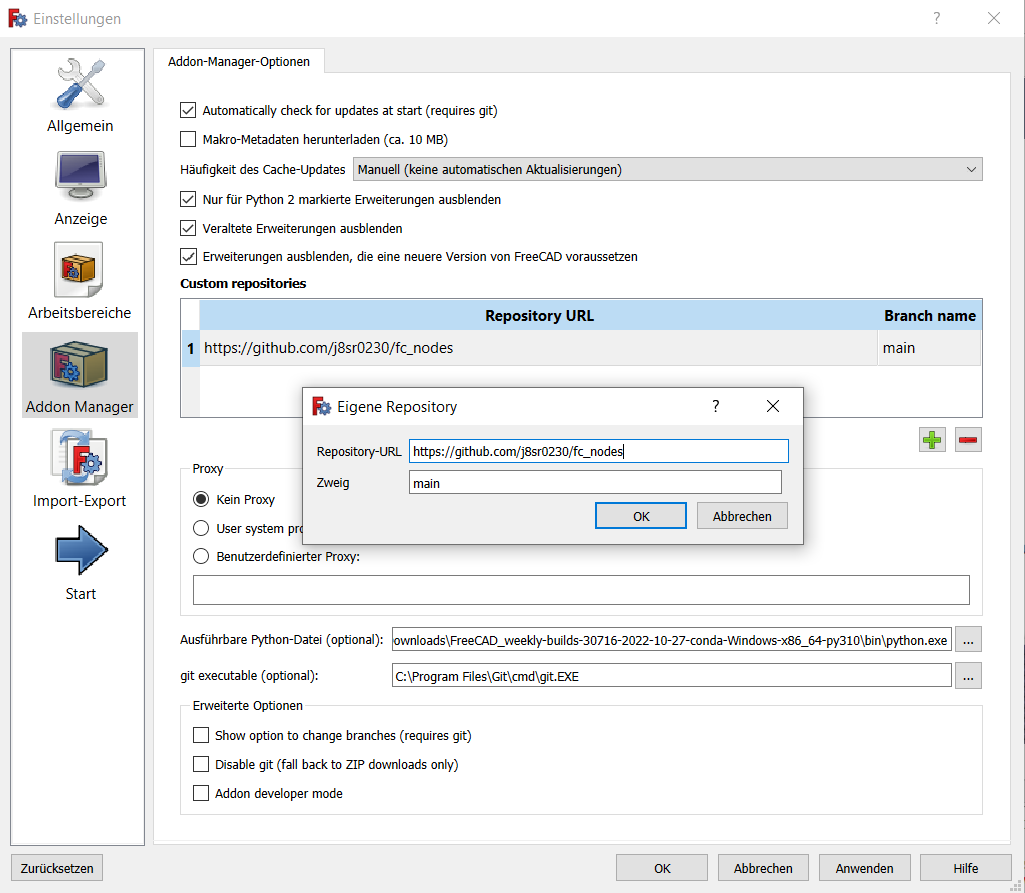 Einstellungen
?
Allgemein
Anzeige
Arbeitsbereiche
Addon Manager
Import-Export
Start
Addon-Manager-Optionen
Automatically check for updates at start (requires git)
Makro-Metadaten herunterladen (ca. 10 MB)
Häufigkeit des Cache-Updates Manuell (keine automatischen Aktualisierungen)
Nur für Python 2 markierte Erweiterungen ausblenden
Veraltete Erweiterungen ausblenden
Erweiterungen ausblenden, die eine neuere Version von FreeCAD voraussetzen
Custom repositories
Repository URL Branch name
1 https://github.com/j8sr0230/fc_nodes main
Eigene Repository ?
Repository-URL https://github.com/j8sr0230/fc_nodes
Zweig main
OK Abbrechen
Proxy
Kein Proxy
User system pro
Benutzerdefinierter Proxy:
Ausführbare Python-Datei (optional): ownloads\FreeCAD_weekly-builds-30716-2022-10-27-conda-Windows-x86_64-py310\bin\python.exe ...
git executable (optional): C:\Program Files\Git\cmd\git.EXE ...
Erweiterte Optionen
Show option to change branches (requires git)
Disable git (fall back to ZIP downloads only)
Addon developer mode
Zurücksetzen OK Abbrechen Anwenden Hilfe